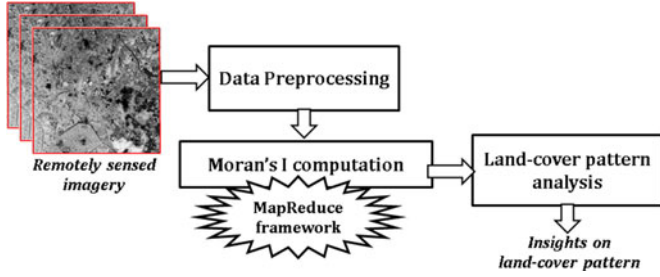 Remotely sensed
imagery
Data Preprocessing
Moran's I computation
MapReduce
framework
Land-cover pattern
analysis
Insights on
land-cover pattern